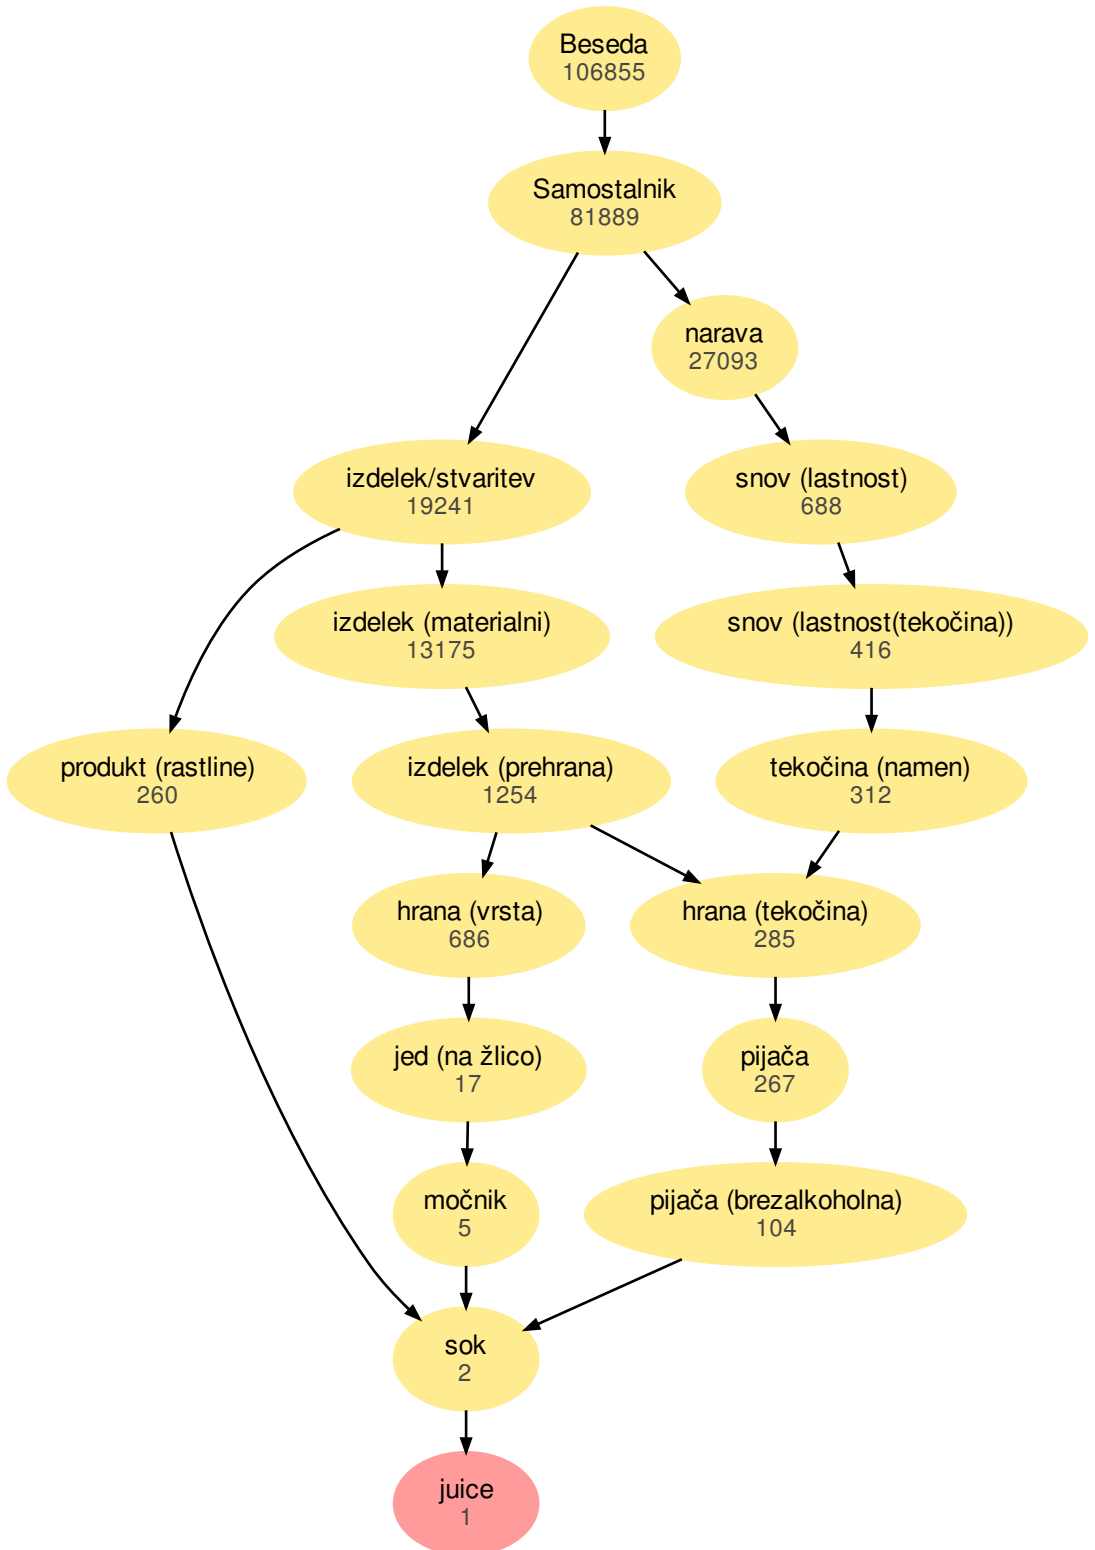 Beseda
106855
Samostalnik
81889
narava
27093
izdelek/stvaritev
19241
snov (lastnost)
688
izdelek (materialni)
13175
snov (lastnost(tekočina))
416
produkt (rastline)
260
izdelek (prehrana)
1254
tekočina (namen)
312
hrana (vrsta)
686
hrana (tekočina)
285
jed (na žlico)
17
pijača
267
močnik
5
pijača (brezalkoholna)
104
sok
2
juice
1